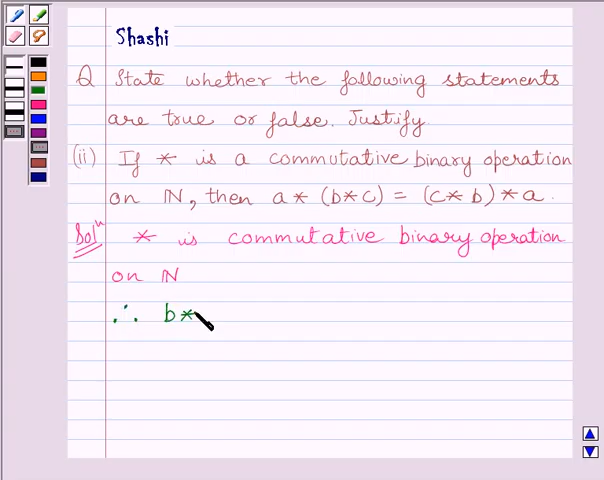 Shashi
Q State whether the following statements
are true or false. Justify
(ii) If * is a commutative binary operation
on N, then a * (b * c) = (c * b) * a.
Solⁿ * is commutative binary operation
on N
∴ b *